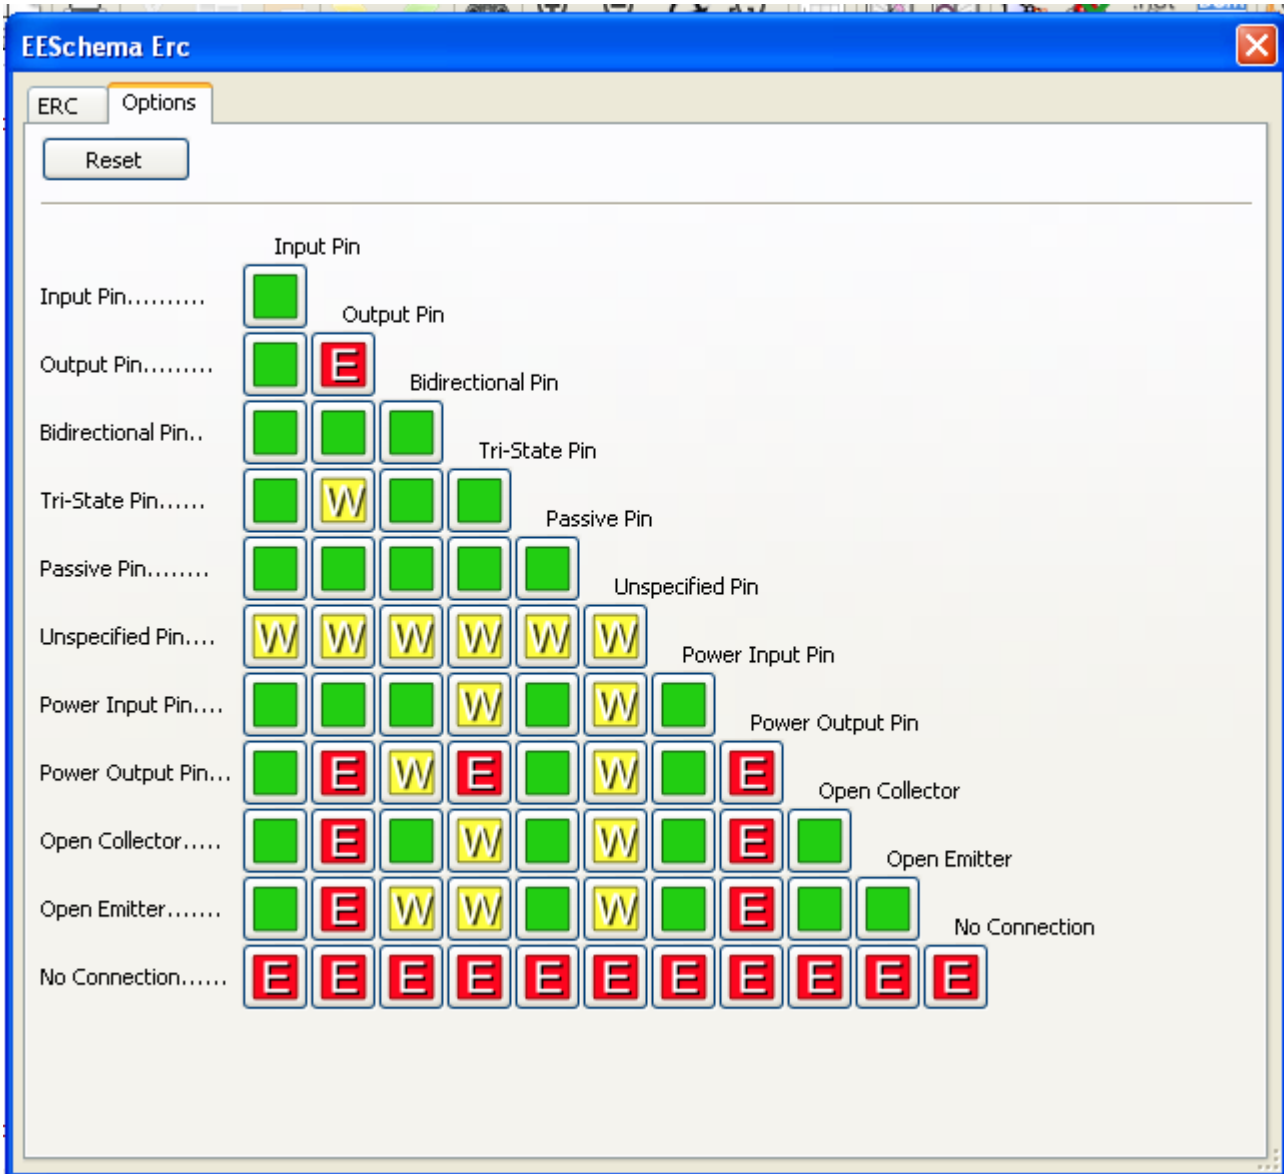 EESchema Erc
ERC Options
Reset
Input Pin
Input Pin..........
Output Pin
Output Pin.........
E
Bidirectional Pin
Bidirectional Pin..
Tri-State Pin
Tri-State Pin......
W
Passive Pin
Passive Pin........
Unspecified Pin
Unspecified Pin....
W W W W W W
Power Input Pin
Power Input Pin....
W W
Power Output Pin
Power Output Pin...
E W E W E
Open Collector
Open Collector.....
E W W E
Open Emitter
Open Emitter.......
E W W W E
No Connection
No Connection......
E E E E E E E E E E E